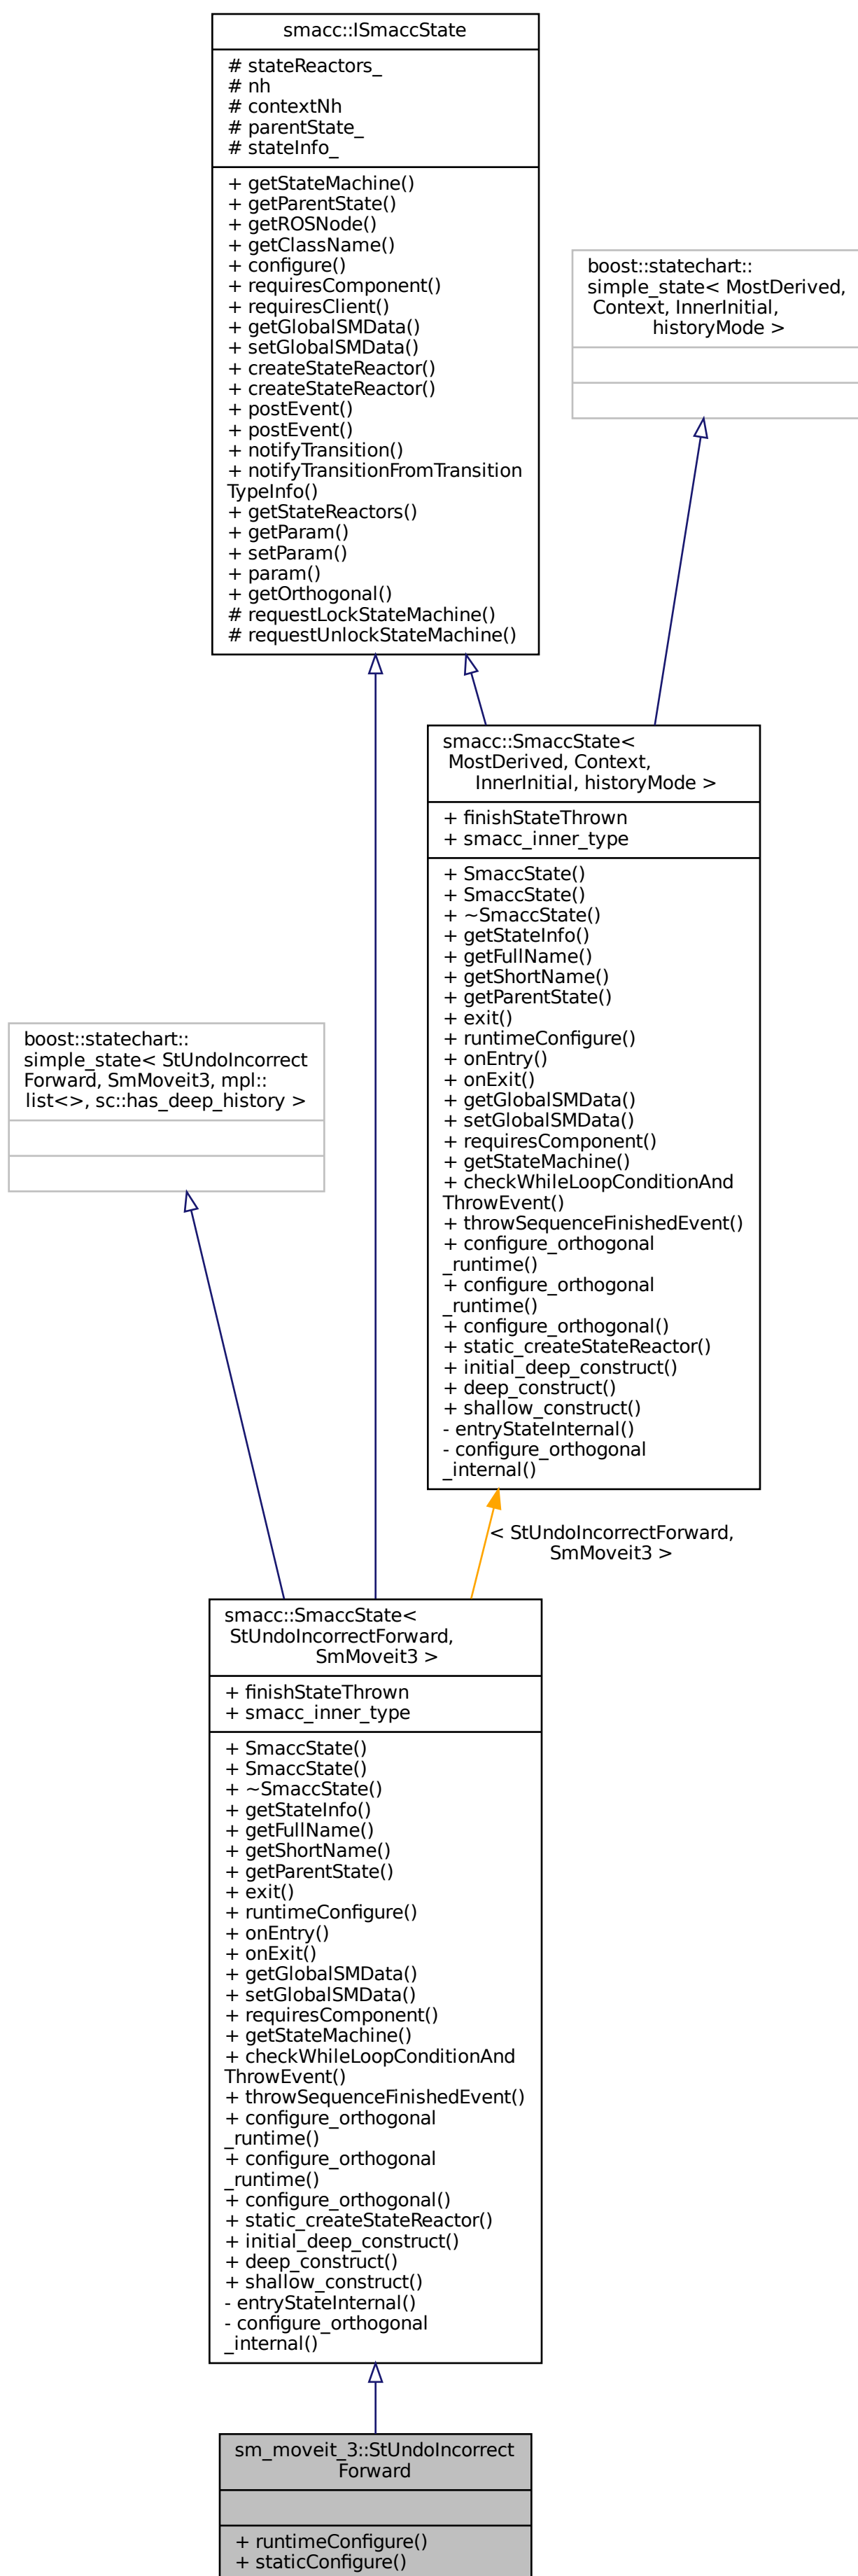 smacc::ISmaccState
# stateReactors_
# nh
# contextNh
# parentState_
# stateInfo_
+ getStateMachine()
+ getParentState()
+ getROSNode()
+ getClassName()
+ configure()
+ requiresComponent()
+ requiresClient()
+ getGlobalSMData()
+ setGlobalSMData()
+ createStateReactor()
+ createStateReactor()
+ postEvent()
+ postEvent()
+ notifyTransition()
+ notifyTransitionFromTransition
TypeInfo()
+ getStateReactors()
+ getParam()
+ setParam()
+ param()
+ getOrthogonal()
# requestLockStateMachine()
# requestUnlockStateMachine()
boost::statechart::
simple_state< MostDerived,
Context, InnerInitial,
historyMode >
smacc::SmaccState<
MostDerived, Context,
InnerInitial, historyMode >
+ finishStateThrown
+ smacc_inner_type
+ SmaccState()
+ SmaccState()
+ ~SmaccState()
+ getStateInfo()
+ getFullName()
+ getShortName()
+ getParentState()
+ exit()
+ runtimeConfigure()
+ onEntry()
+ onExit()
+ getGlobalSMData()
+ setGlobalSMData()
+ requiresComponent()
+ getStateMachine()
+ checkWhileLoopConditionAnd
ThrowEvent()
+ throwSequenceFinishedEvent()
+ configure_orthogonal
_runtime()
+ configure_orthogonal
_runtime()
+ configure_orthogonal()
+ static_createStateReactor()
+ initial_deep_construct()
+ deep_construct()
+ shallow_construct()
- entryStateInternal()
- configure_orthogonal
_internal()
boost::statechart::
simple_state< StUndoIncorrect
Forward, SmMoveit3, mpl::
list<>, sc::has_deep_history >
< StUndoIncorrectForward,
SmMoveit3 >
smacc::SmaccState<
StUndoIncorrectForward,
SmMoveit3 >
+ finishStateThrown
+ smacc_inner_type
+ SmaccState()
+ SmaccState()
+ ~SmaccState()
+ getStateInfo()
+ getFullName()
+ getShortName()
+ getParentState()
+ exit()
+ runtimeConfigure()
+ onEntry()
+ onExit()
+ getGlobalSMData()
+ setGlobalSMData()
+ requiresComponent()
+ getStateMachine()
+ checkWhileLoopConditionAnd
ThrowEvent()
+ throwSequenceFinishedEvent()
+ configure_orthogonal
_runtime()
+ configure_orthogonal
_runtime()
+ configure_orthogonal()
+ static_createStateReactor()
+ initial_deep_construct()
+ deep_construct()
+ shallow_construct()
- entryStateInternal()
- configure_orthogonal
_internal()
sm_moveit_3::StUndoIncorrect
Forward
+ runtimeConfigure()
+ staticConfigure()